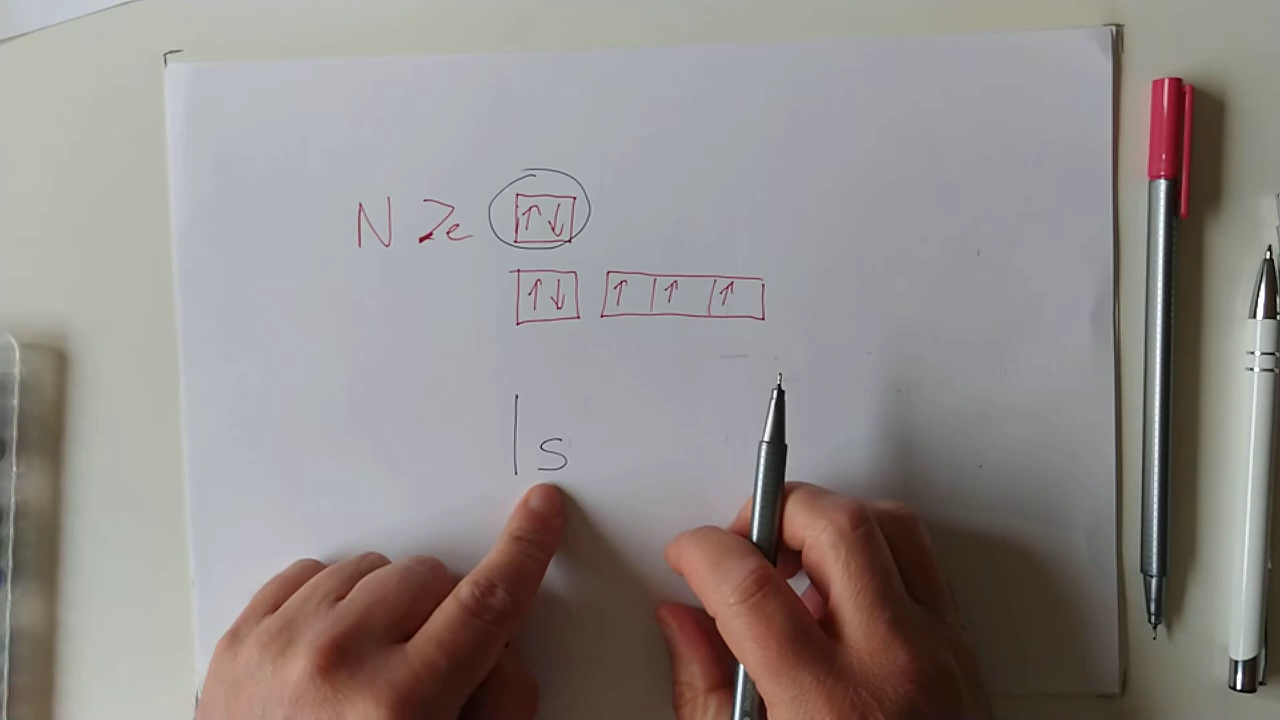 N 7e ↑↓
↑↓ ↑ ↑ ↑
1s